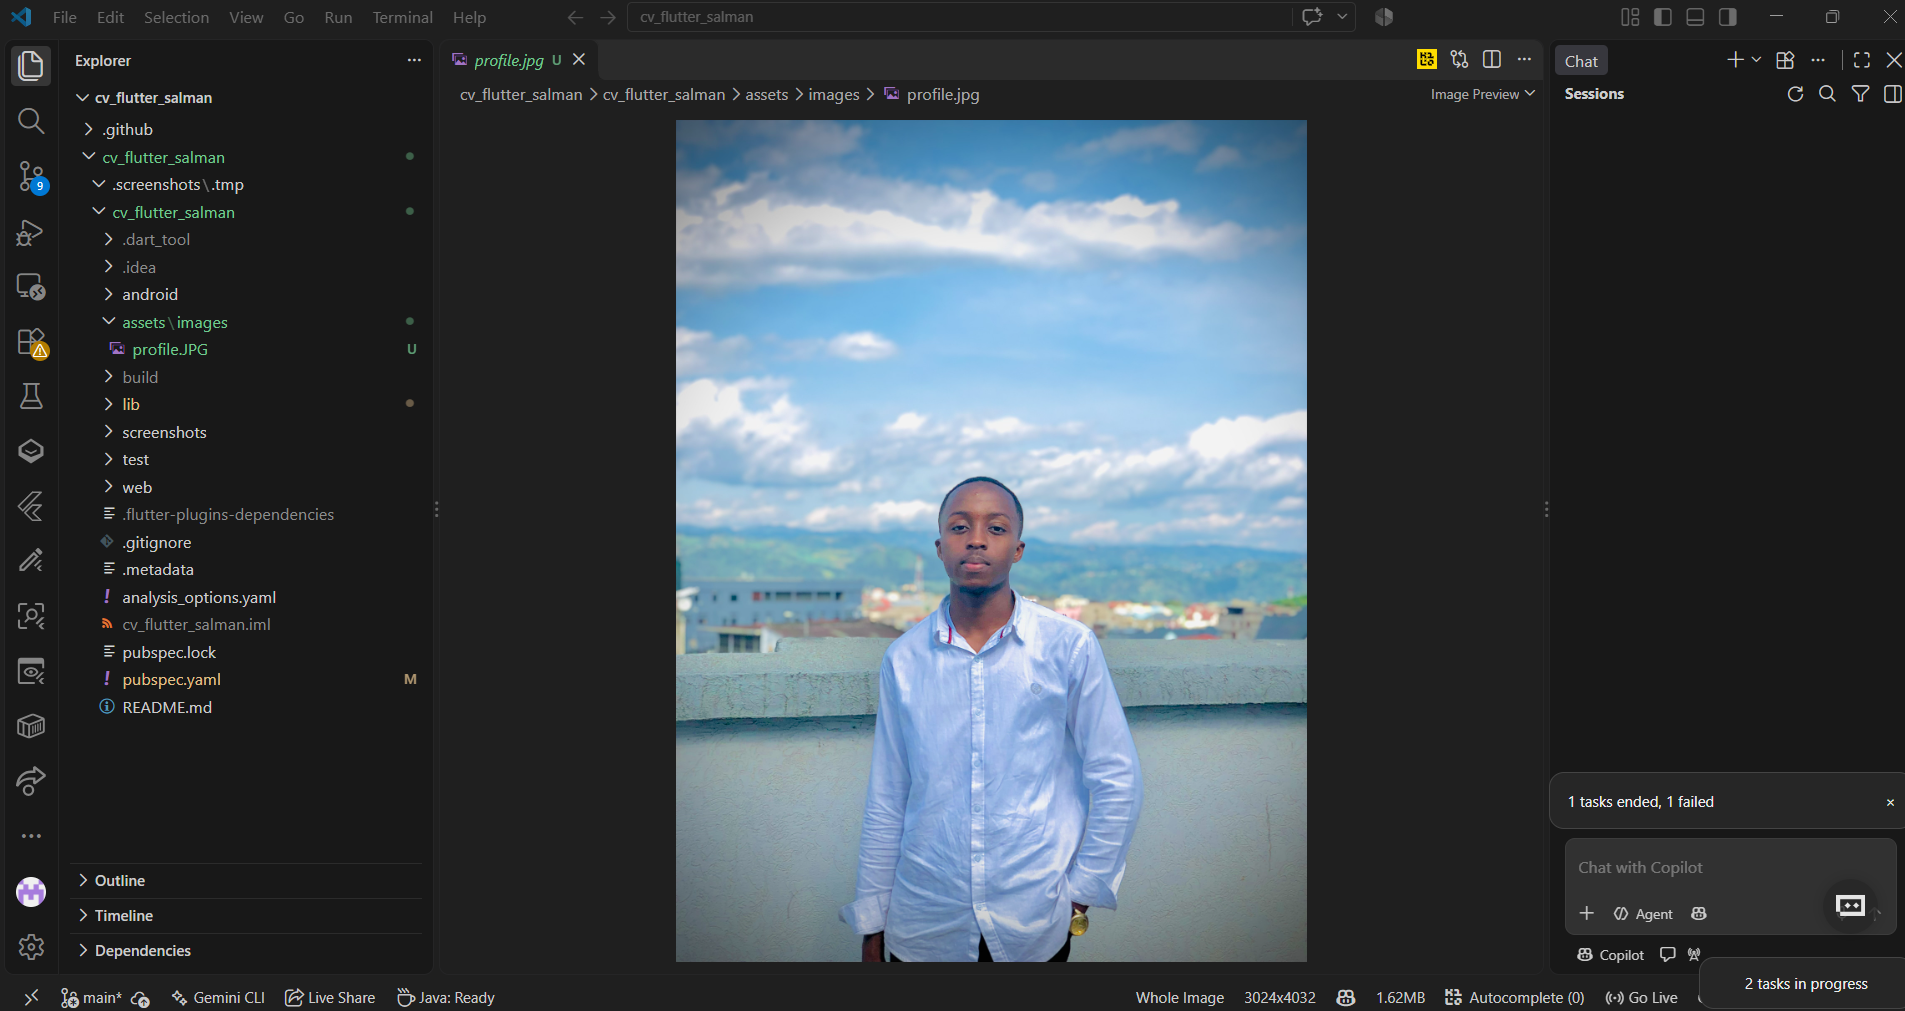 File Edit Selection View Go Run Terminal Help
cv_flutter_salman
Explorer
cv_flutter_salman
.github
cv_flutter_salman
.screenshots\.tmp
cv_flutter_salman
.dart_tool
.idea
android
assets\images
profile.JPG U
build
lib
screenshots
test
web
.flutter-plugins-dependencies
.gitignore
.metadata
! analysis_options.yaml
cv_flutter_salman.iml
pubspec.lock
! pubspec.yaml M
README.md
9
Outline
Timeline
Dependencies
profile.jpg U
cv_flutter_salman > cv_flutter_salman > assets > images > profile.jpg
Image Preview
Chat
Sessions
1 tasks ended, 1 failed
Chat with Copilot
Agent
Copilot
2 tasks in progress
main* Gemini CLI Live Share Java: Ready
Whole Image 3024x4032 1.62MB Autocomplete (0) Go Live